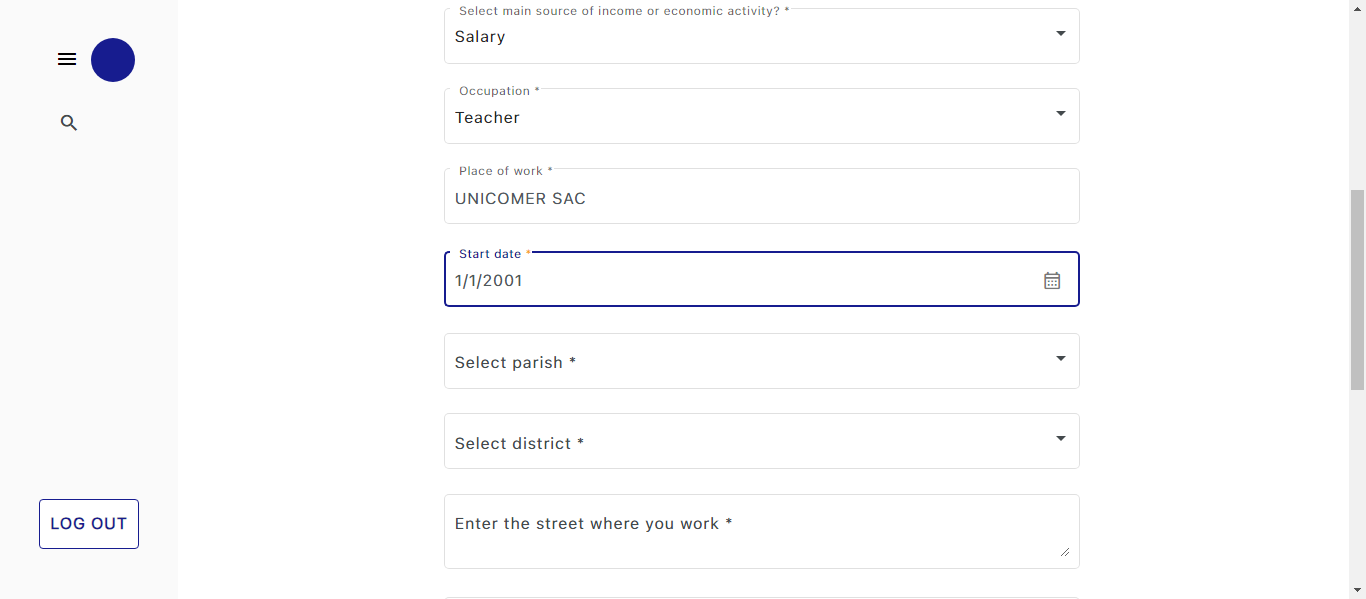 Select main source of income or economic activity? *
Salary
Occupation *
Teacher
Place of work *
UNICOMER SAC
Start date *
1/1/2001
Select parish *
Select district *
Enter the street where you work *
LOG OUT